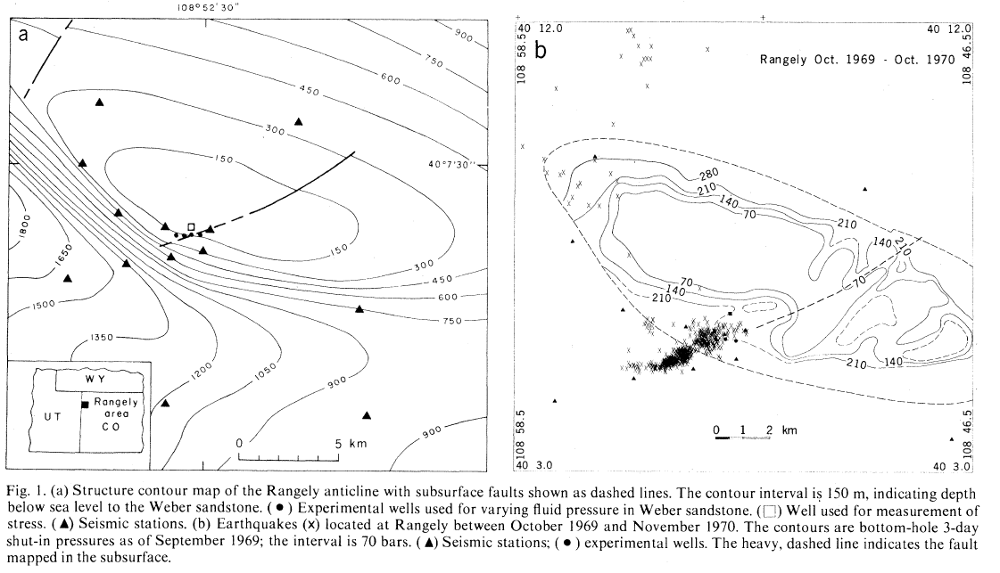 108°52'30"
a
900
750
600
450
300
150
40°7'30"
150
300
450
600
750
1800
1650
1500
1350
1200
1050
900
900
WY
UT
Rangely
area
CO
0 5 km
40 12.0 40 12.0
108 58.5 108 46.5
b
Rangely Oct. 1969 - Oct. 1970
280
210
140
70
210
140
210
70
70
140
210
210 140
0 1 2 km
108 58.5 108 46.5
40 3.0 40 3.0
Fig. 1. (a) Structure contour map of the Rangely anticline with subsurface faults shown as dashed lines. The contour interval is 150 m, indicating depth
below sea level to the Weber sandstone. (●) Experimental wells used for varying fluid pressure in Weber sandstone. (□) Well used for measurement of
stress. (▲) Seismic stations. (b) Earthquakes (x) located at Rangely between October 1969 and November 1970. The contours are bottom-hole 3-day
shut-in pressures as of September 1969; the interval is 70 bars. (▲) Seismic stations; (●) experimental wells. The heavy, dashed line indicates the fault
mapped in the subsurface.